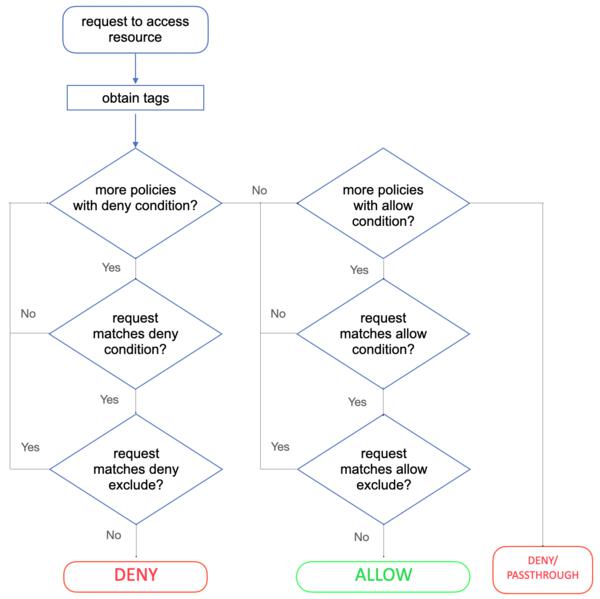 request to access
resource
obtain tags
more policies
with deny condition?
No
more policies
with allow
condition?
Yes
Yes
No
request
matches deny
condition?
No
request
matches allow
condition?
Yes
Yes
Yes
request
matches deny
exclude?
Yes
request
matches allow
exclude?
No
No
DENY
ALLOW
DENY/
PASSTHROUGH